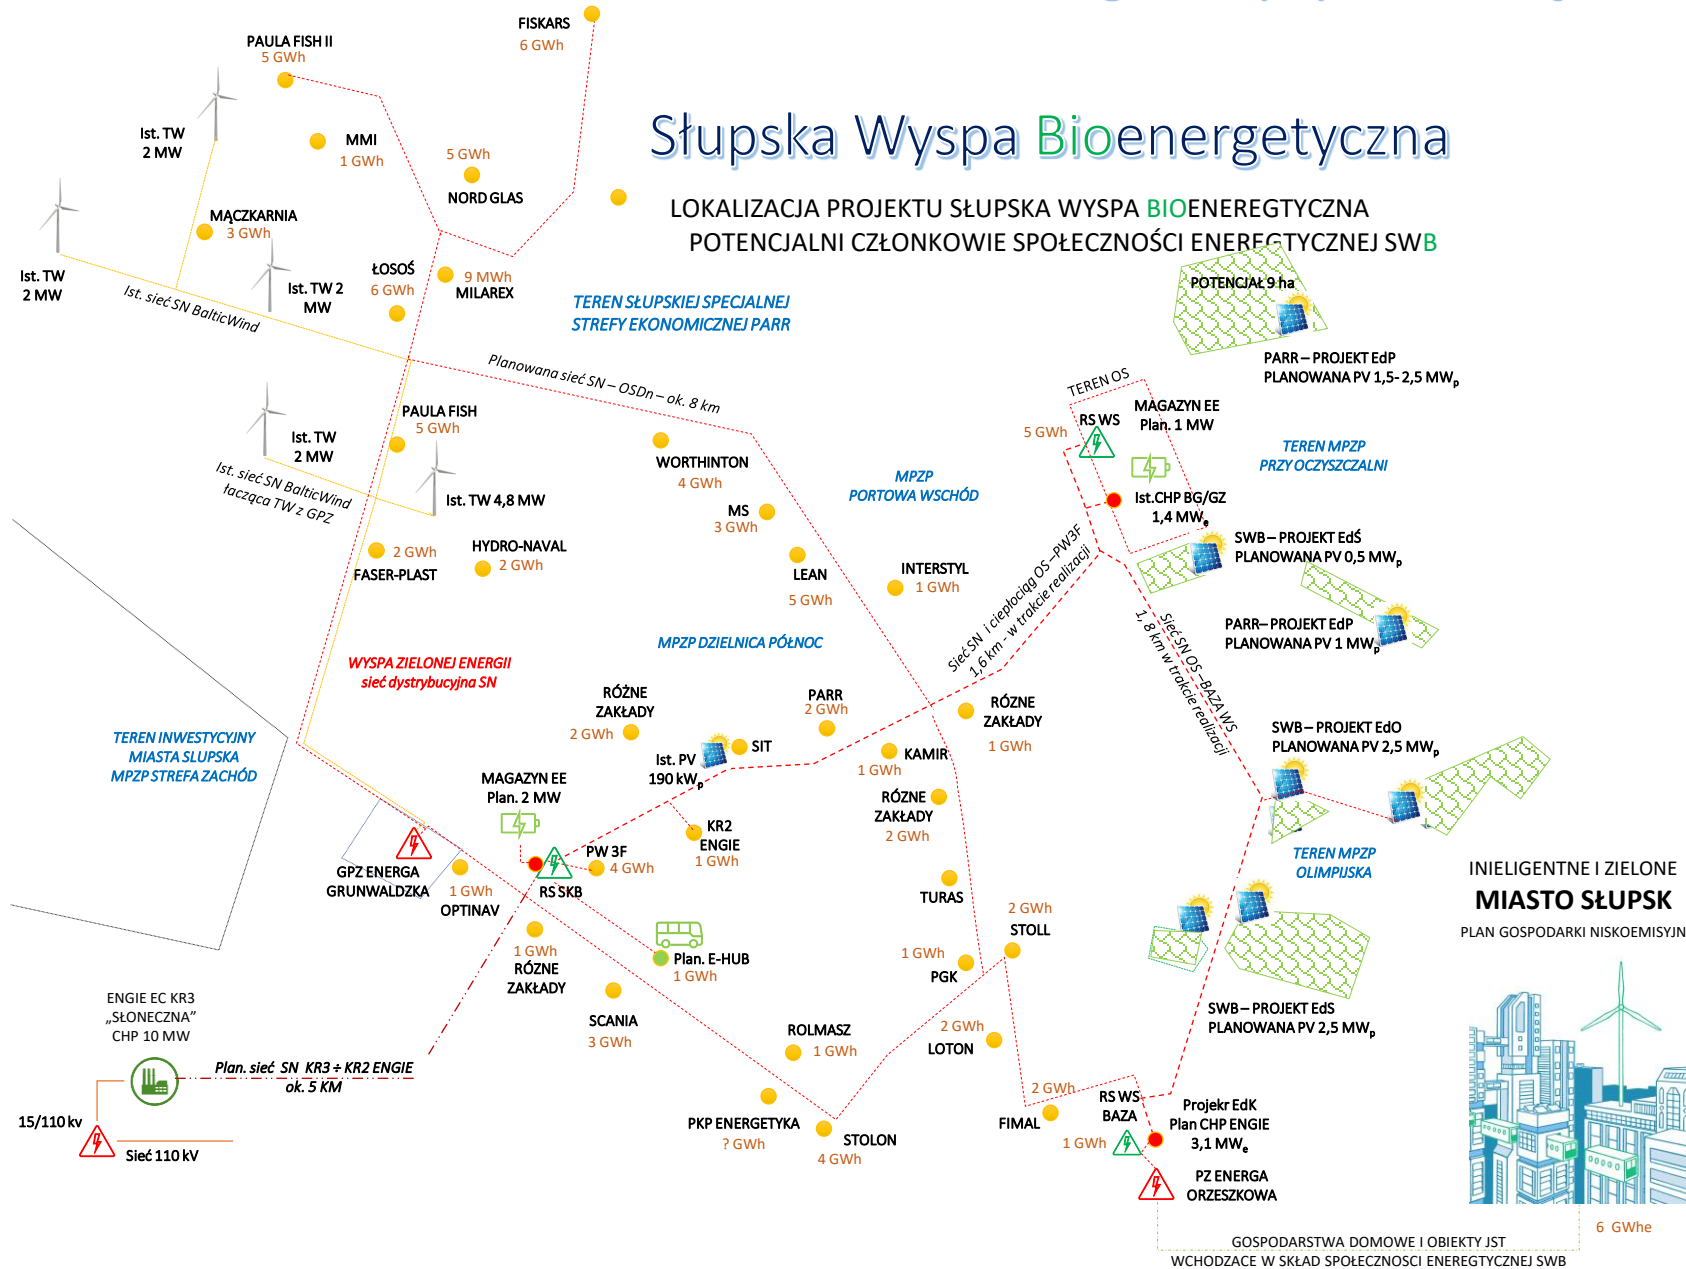 FISKARS
6 GWh
PAULA FISH II
5 GWh
Ist. TW
2 MW
MMI
1 GWh
5 GWh
NORD GLAS
Słupska Wyspa Bioenergetyczna
LOKALIZACJA PROJEKTU SŁUPSKA WYSPA BIOENEREGTYCZNA
POTENCJALNI CZŁONKOWIE SPOŁECZNOŚCI ENEREGTYCZNEJ SWB
MĄCZKARNIA
3 GWh
Ist. TW
2 MW
Ist. TW 2
MW
Ist. sieć SN BalticWind
ŁOSOŚ
6 GWh
9 MWh
MILAREX
TEREN SŁUPSKIEJ SPECJALNEJ
STREFY EKONOMICZNEJ PARR
POTENCJAŁ 9 ha
PARR – PROJEKT EdP
PLANOWANA PV 1,5- 2,5 MWp
Planowana sieć SN – OSDn – ok. 8 km
TEREN OS
RS WS
5 GWh
MAGAZYN EE
Plan. 1 MW
TEREN MPZP
PRZY OCZYSZCZALNI
PAULA FISH
5 GWh
Ist. TW
2 MW
Ist. sieć SN BalticWind
łacząca TW z GPZ
Ist. TW 4,8 MW
WORTHINTON
4 GWh
MS
3 GWh
MPZP
PORTOWA WSCHÓD
Ist.CHP BG/GZ
1,4 MWe
SWB – PROJEKT EdŚ
PLANOWANA PV 0,5 MWp
2 GWh
FASER-PLAST
HYDRO-NAVAL
2 GWh
LEAN
5 GWh
INTERSTYL
1 GWh
Sieć SN i ciepłociąg OS –PW3F
1,6 km - w trakcie realizacji
Sieć SN OS –BAZA WS
1, 8 km w trakcie realizacji
PARR– PROJEKT EdP
PLANOWANA PV 1 MWp
WYSPA ZIELONEJ ENERGII
sieć dystrybucyjna SN
MPZP DZIELNICA PÓŁNOC
RÓŻNE
ZAKŁADY
2 GWh
PARR
2 GWh
RÓZNE
ZAKŁADY
1 GWh
TEREN INWESTYCYJNY
MIASTA SLUPSKA
MPZP STREFA ZACHÓD
SIT
Ist. PV
190 kWp
KAMIR
1 GWh
SWB – PROJEKT EdO
PLANOWANA PV 2,5 MWp
MAGAZYN EE
Plan. 2 MW
RÓZNE
ZAKŁADY
2 GWh
KR2
ENGIE
1 GWh
PW 3F
4 GWh
RS SKB
GPZ ENERGA
GRUNWALDZKA
1 GWh
OPTINAV
TEREN MPZP
OLIMPIJSKA
TURAS
INIELIGENTNE I ZIELONE
MIASTO SŁUPSK
PLAN GOSPODARKI NISKOEMISYJN
2 GWh
STOLL
1 GWh
RÓZNE
ZAKŁADY
Plan. E-HUB
1 GWh
1 GWh
PGK
ENGIE EC KR3
„SŁONECZNA”
CHP 10 MW
SCANIA
3 GWh
SWB – PROJEKT EdS
PLANOWANA PV 2,5 MWp
ROLMASZ
1 GWh
2 GWh
LOTON
Plan. sieć SN KR3 ÷ KR2 ENGIE
ok. 5 KM
15/110 kv
Sieć 110 kV
PKP ENERGETYKA
? GWh
STOLON
4 GWh
2 GWh
FIMAL
RS WS
BAZA
1 GWh
Projekr EdK
Plan CHP ENGIE
3,1 MWe
PZ ENERGA
ORZESZKOWA
6 GWhe
GOSPODARSTWA DOMOWE I OBIEKTY JST
WCHODZACE W SKŁAD SPOŁECZNOSCI ENEREGTYCZNEJ SWB